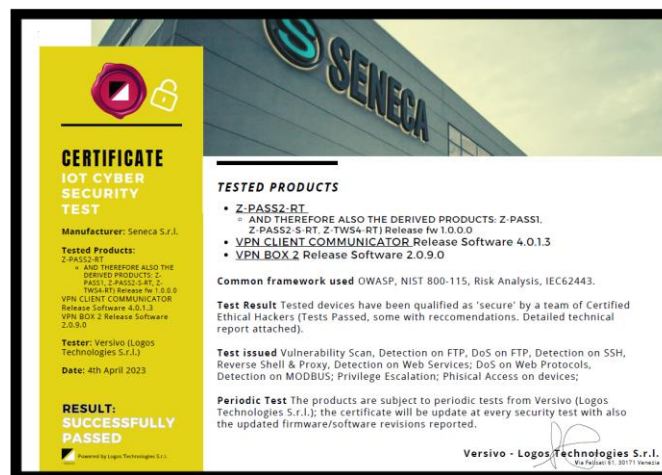 SENECA
CERTIFICATE
IOT CYBER
SECURITY
TEST
Manufacturer: Seneca S.r.l.
Tested Products:
Z-PASS2-RT
AND THEREFORE ALSO THE
DERIVED PRODUCTS: Z-
PASS1, Z-PASS2-S-RT, Z-
TWS4-RT) Release fw 1.0.0.0
VPN CLIENT COMMUNICATOR
Release Software 4.0.1.3
VPN BOX 2 Release Software
2.0.9.0
Tester: Versivo (Logos
Technologies S.r.l.)
Date: 4th April 2023
RESULT:
SUCCESSFULLY
PASSED
Powered by Logos Technologies S.r.l.
TESTED PRODUCTS
Z-PASS2-RT
AND THEREFORE ALSO THE DERIVED PRODUCTS: Z-PASS1,
Z-PASS2-S-RT, Z-TWS4-RT) Release fw 1.0.0.0
VPN CLIENT COMMUNICATOR Release Software 4.0.1.3
VPN BOX 2 Release Software 2.0.9.0
Common framework used OWASP, NIST 800-115, Risk Analysis, IEC62443.
Test Result Tested devices have been qualified as 'secure' by a team of Certified
Ethical Hackers (Tests Passed, some with reccomendations. Detailed technical
report attached).
Test issued Vulnerability Scan, Detection on FTP, DoS on FTP, Detection on SSH,
Reverse Shell & Proxy, Detection on Web Services; DoS on Web Protocols,
Detection on MODBUS; Privilege Escalation; Phisical Access on devices;
Periodic Test The products are subject to periodic tests from Versivo (Logos
Technologies S.r.l.); the certificate will be update at every security test with also
the updated firmware/software revisions reported.
Versivo - Logos Technologies S.r.l.
61, 30171 Venezia